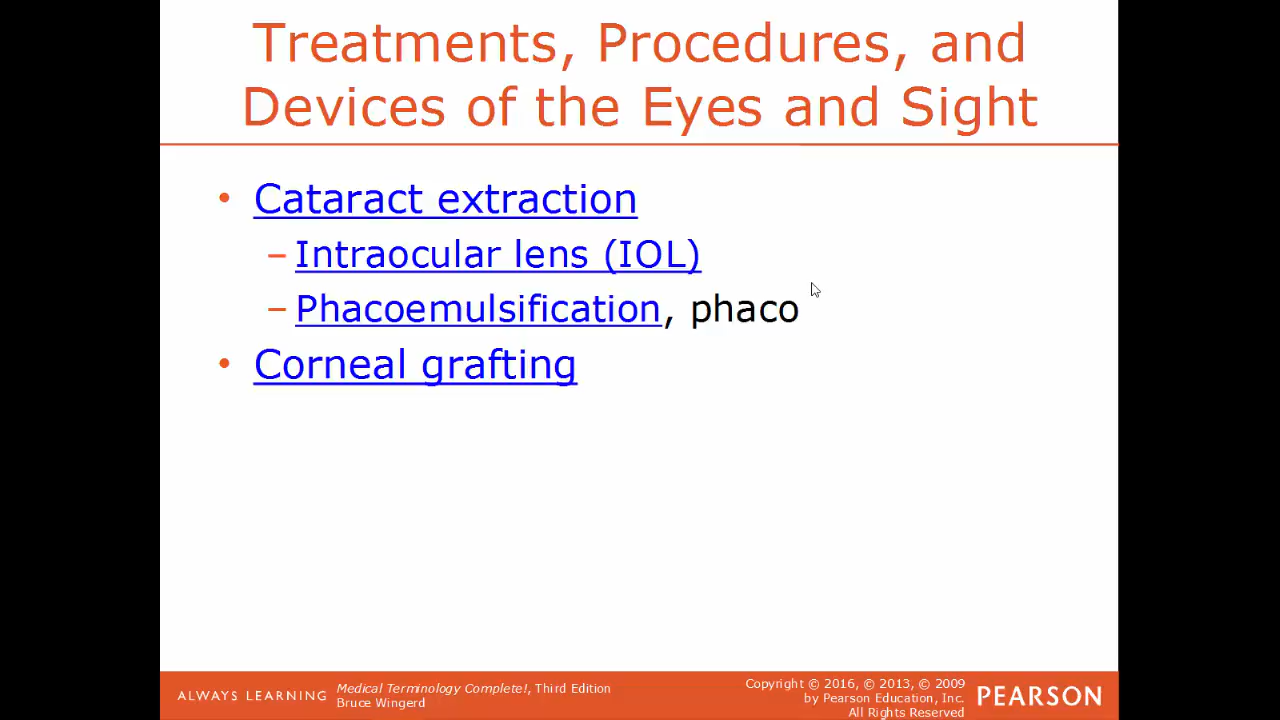 Treatments, Procedures, and
Devices of the Eyes and Sight
• Cataract extraction
– Intraocular lens (IOL)
– Phacoemulsification, phaco
• Corneal grafting
ALWAYS LEARNING
Medical Terminology Complete!, Third Edition
Bruce Wingerd
Copyright © 2016, © 2013, © 2009
by Pearson Education, Inc.
All Rights Reserved
PEARSON